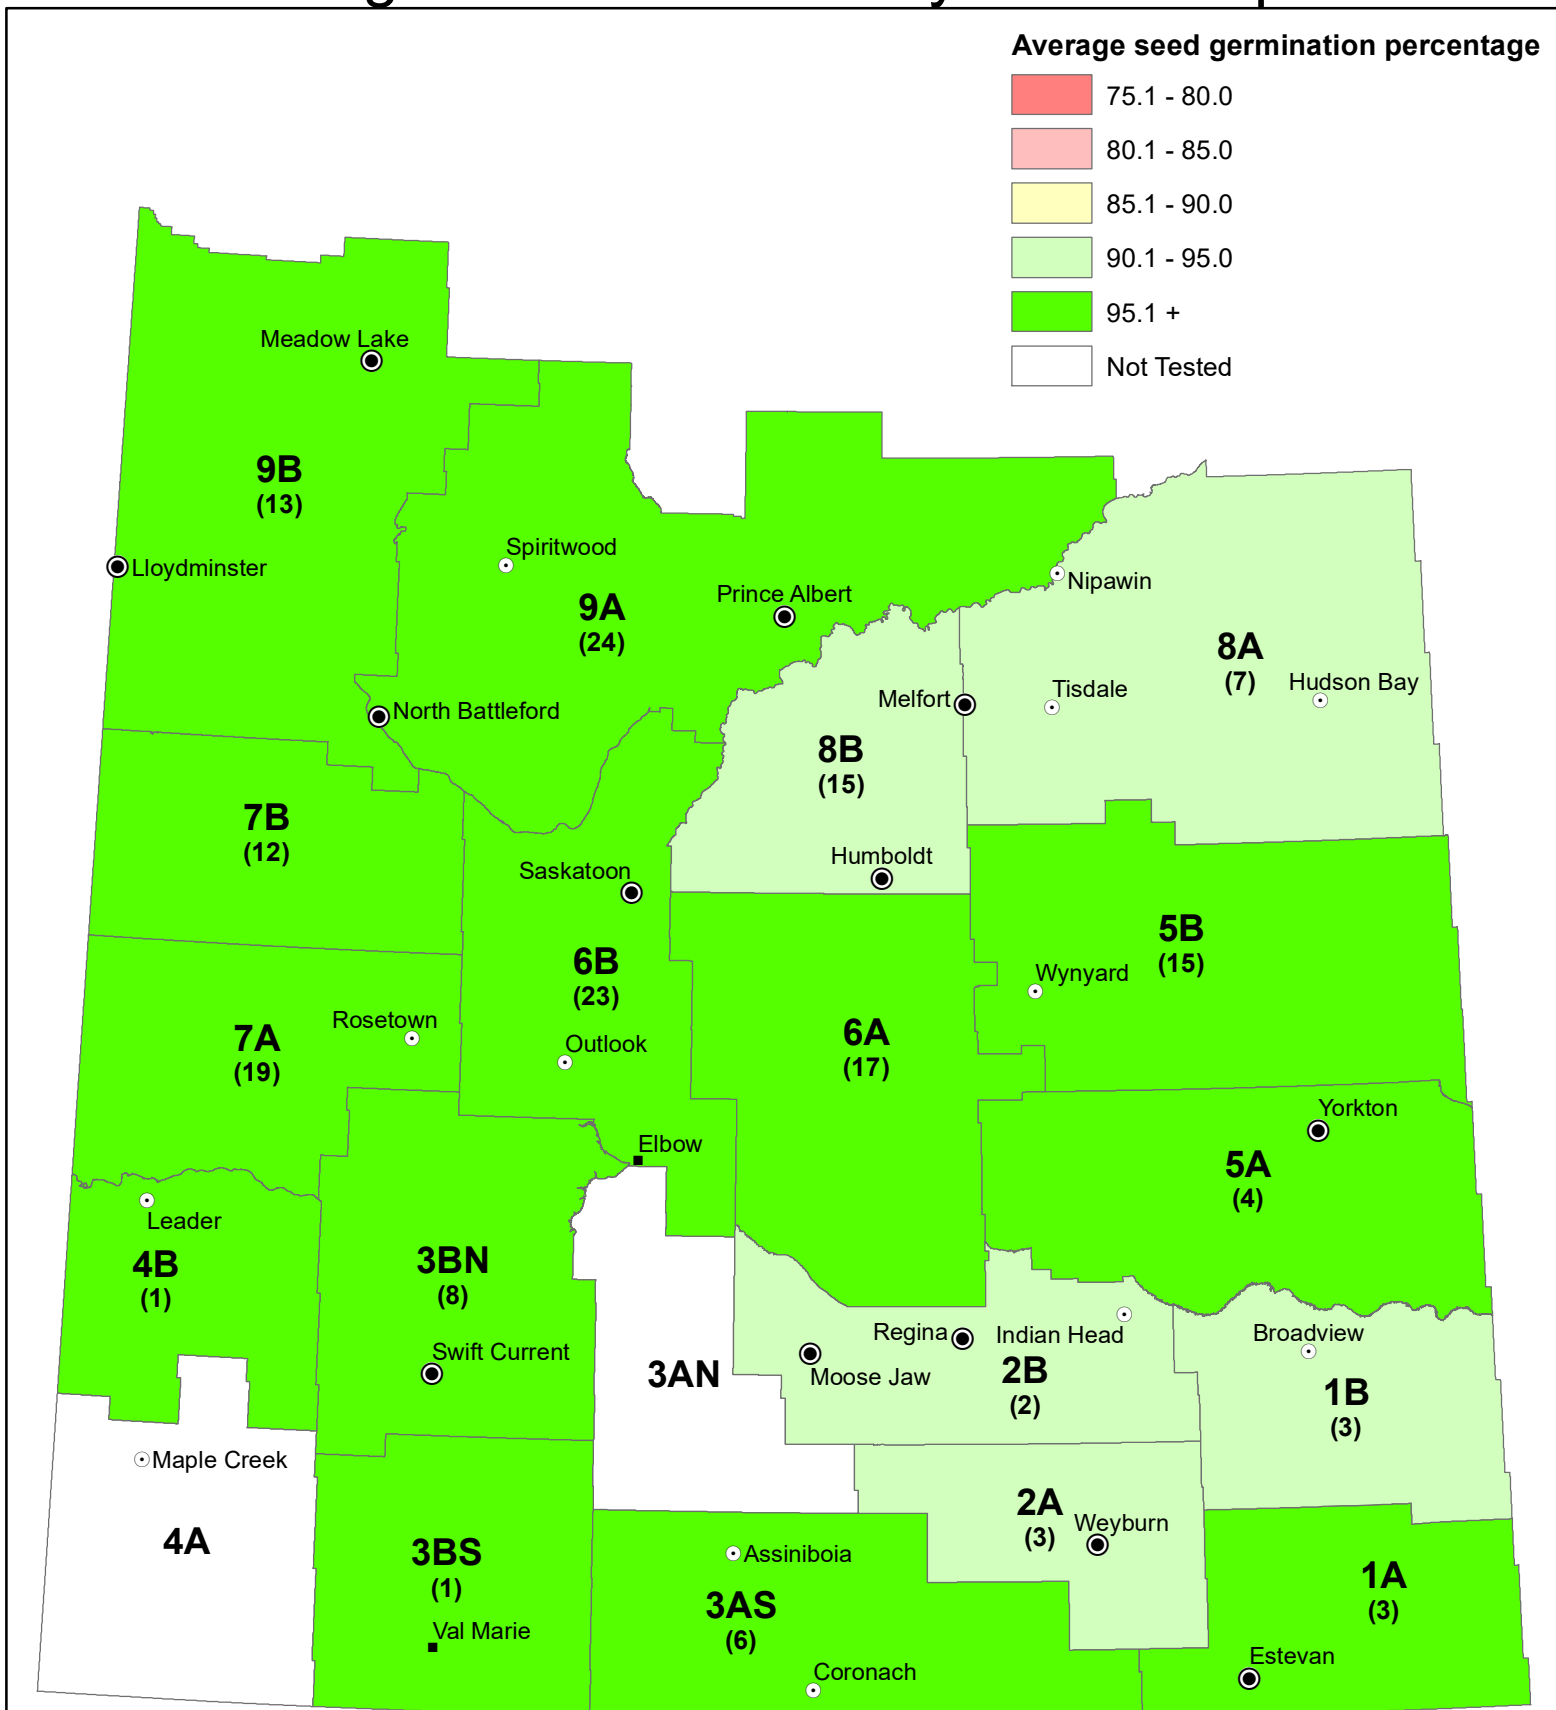 Average seed germination percentage
75.1 - 80.0
80.1 - 85.0
85.1 - 90.0
90.1 - 95.0
95.1 +
Not Tested
Meadow Lake
9B
(13)
Lloydminster
Spiritwood
9A
(24)
Prince Albert
Nipawin
8A
(7)
Hudson Bay
Tisdale
Melfort
North Battleford
8B
(15)
Humboldt
7B
(12)
Saskatoon
5B
(15)
Wynyard
6B
(23)
Outlook
6A
(17)
Rosetown
7A
(19)
Yorkton
5A
(4)
Elbow
Leader
4B
(1)
3BN
(8)
Swift Current
3AN
Regina
Moose Jaw
Indian Head
2B
(2)
Broadview
1B
(3)
Maple Creek
4A
3BS
(1)
Val Marie
Assiniboia
3AS
(6)
Coronach
2A
(3)
Weyburn
1A
(3)
Estevan